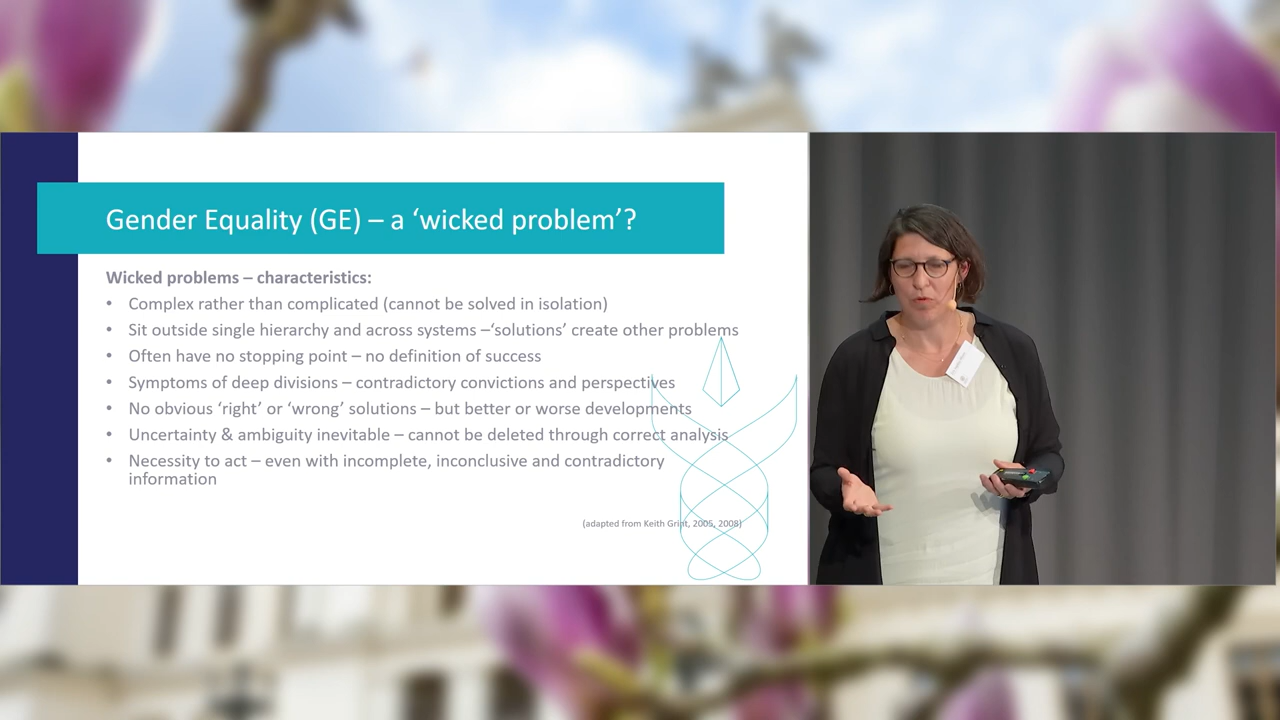 Gender Equality (GE) – a ‘wicked problem’?
Wicked problems – characteristics:
• Complex rather than complicated (cannot be solved in isolation)
• Sit outside single hierarchy and across systems –‘solutions’ create other problems
• Often have no stopping point – no definition of success
• Symptoms of deep divisions – contradictory convictions and perspectives
• No obvious ‘right’ or ‘wrong’ solutions – but better or worse developments
• Uncertainty & ambiguity inevitable – cannot be deleted through correct analysis
• Necessity to act – even with incomplete, inconclusive and contradictory
information
(adapted from Keith Grint, 2005, 2008)